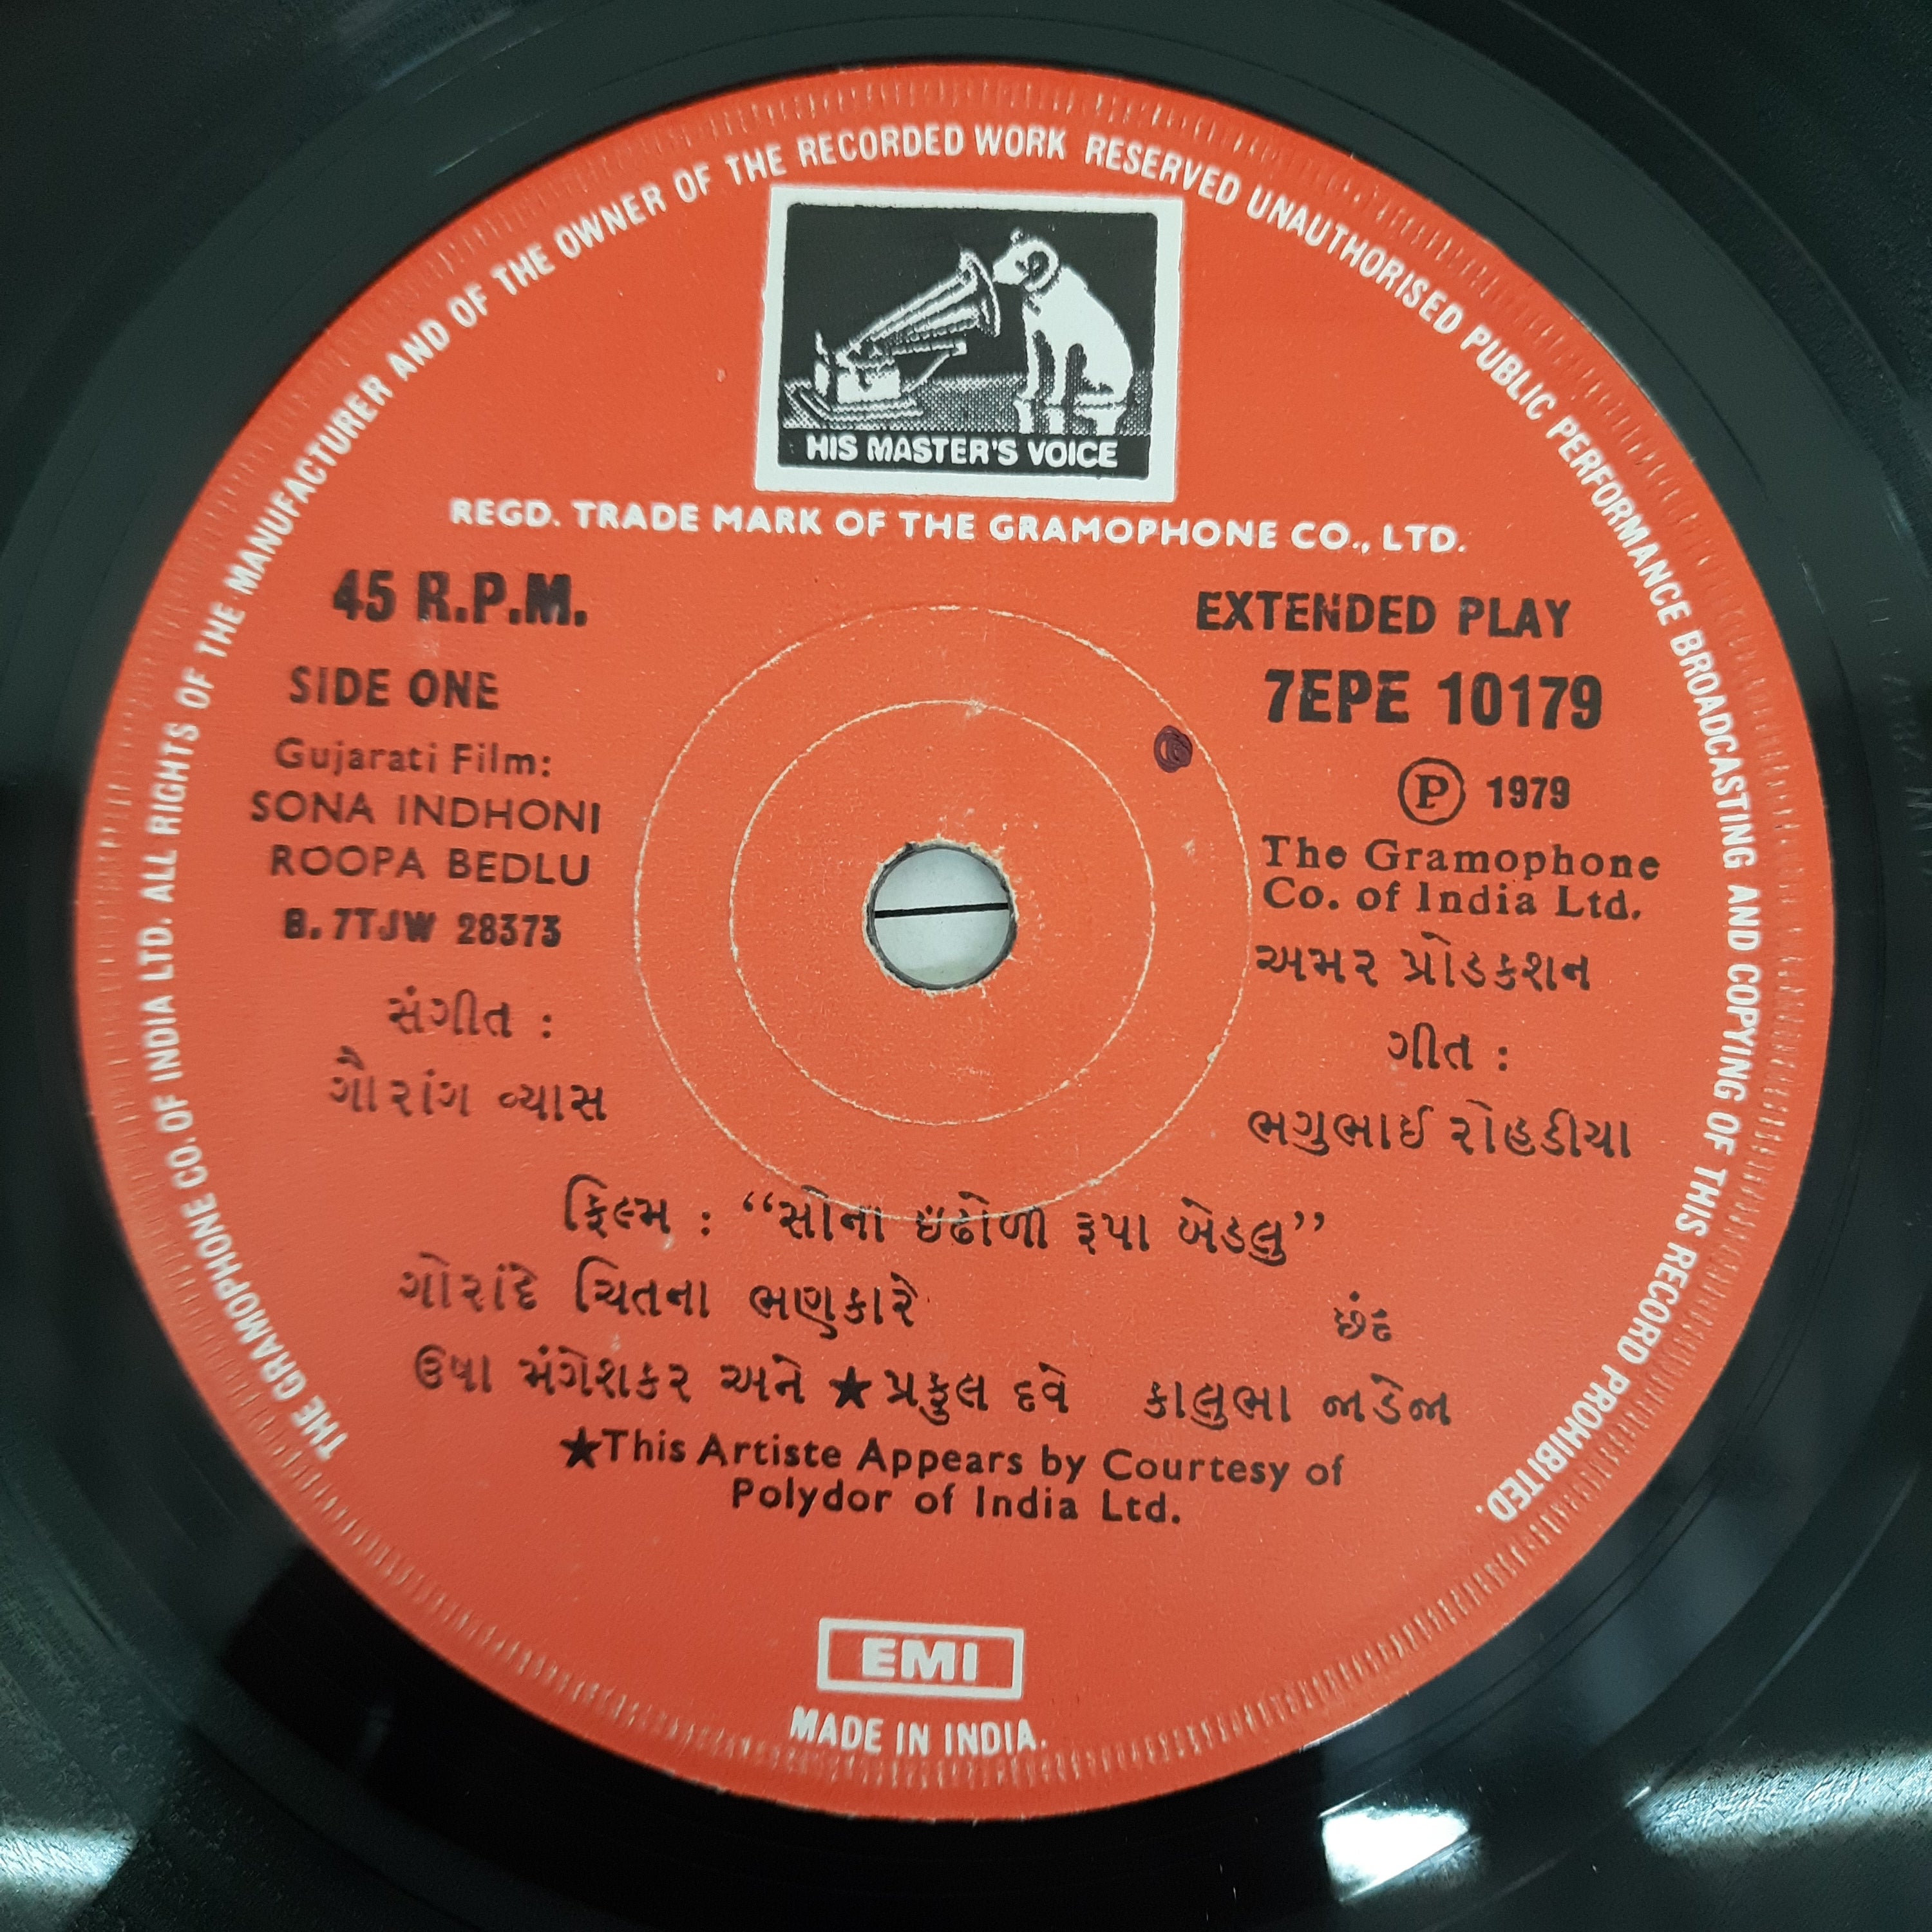 THE GRAMOPHONE CO. OF INDIA LTD. ALL RIGHTS OF THE MANUFACTURER AND OF THE OWNER OF THE RECORDED WORK RESERVED UNAUTHORISED PUBLIC PERFORMANCE BROADCASTING AND COPYING OF THIS RECORD PROHIBITED.
HIS MASTER'S VOICE
REGD. TRADE MARK OF THE GRAMOPHONE CO., LTD.
45 R.P.M.
SIDE ONE
Gujarati Film:
SONA INDHONI
ROOPA BEDLU
8. 7TJW 28373
સંગીત :
ગૌરાંગ વ્યાસ
EXTENDED PLAY
7EPE 10179
Ⓟ 1979
The Gramophone
Co. of India Ltd.
અમર પ્રોડકશન
ગીત :
ભગુભાઈ રોહડીયા
ફિલ્મ : “સોના ઇંઢોળી રૂપા બેડલુ”
ગોરાંદે ચિતના ભણકારે
છંદ
ઉષા મંગેશકર અને ★ પ્રફુલ દવે કાલુભા જાડેજા
★This Artiste Appears by Courtesy of
Polydor of India Ltd.
EMI
MADE IN INDIA.